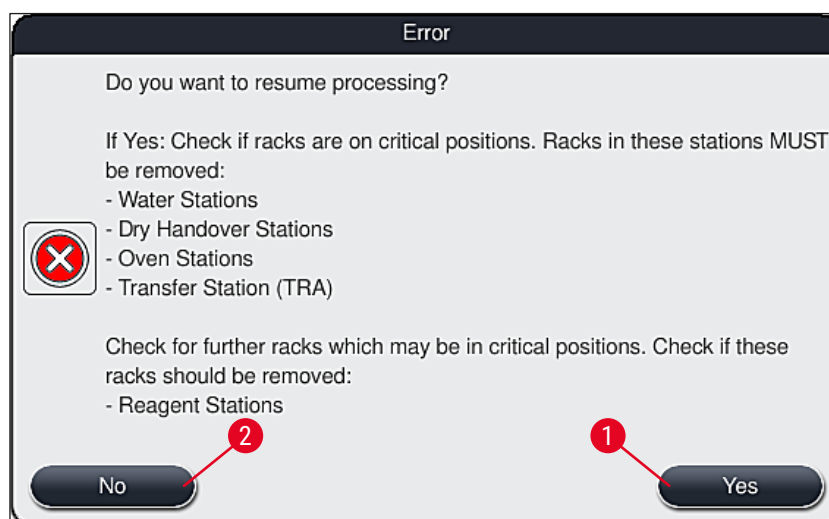 Error
Do you want to resume processing?
If Yes: Check if racks are on critical positions. Racks in these stations MUST
be removed:
- Water Stations
- Dry Handover Stations
- Oven Stations
- Transfer Station (TRA)
Check for further racks which may be in critical positions. Check if these
racks should be removed:
- Reagent Stations
2
1
No
Yes